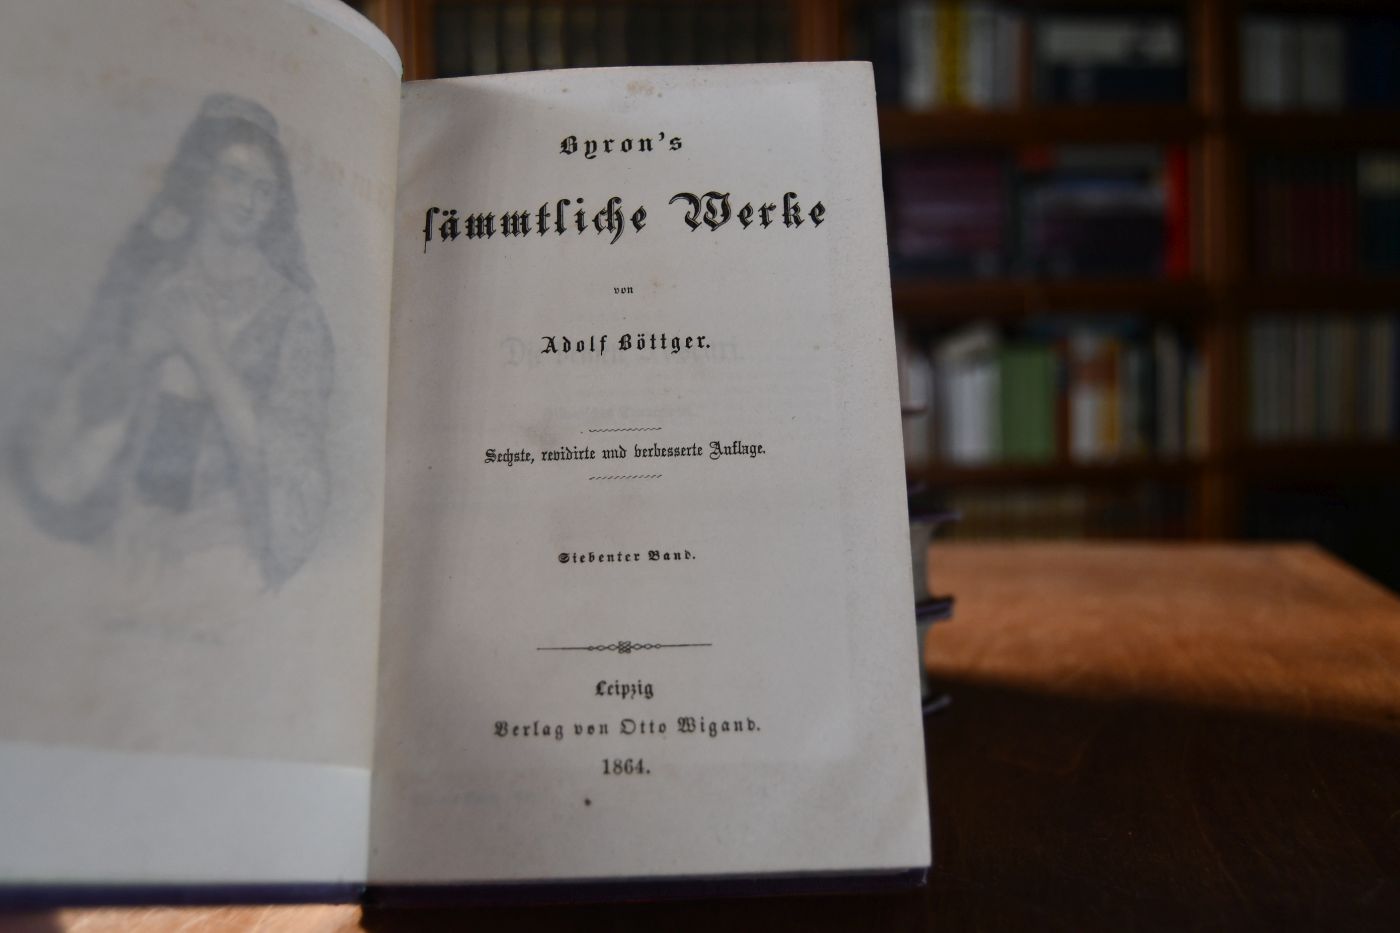 Byron's
sämmtliche Werke
von
Adolf Böttger.
Sechste, revidirte und verbesserte Auflage.
Siebenter Band.
Leipzig
Verlag von Otto Wigand.
1864.